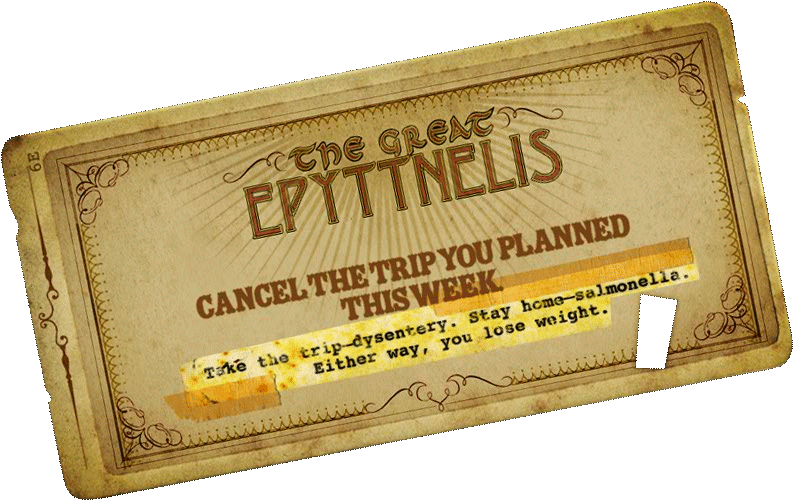 6E
THE GREAT
EPYTTNELIS
CANCEL THE TRIP YOU PLANNED
THIS WEEK.
Take the trip—dysentery. Stay home—salmonella.
Either way, you lose weight.